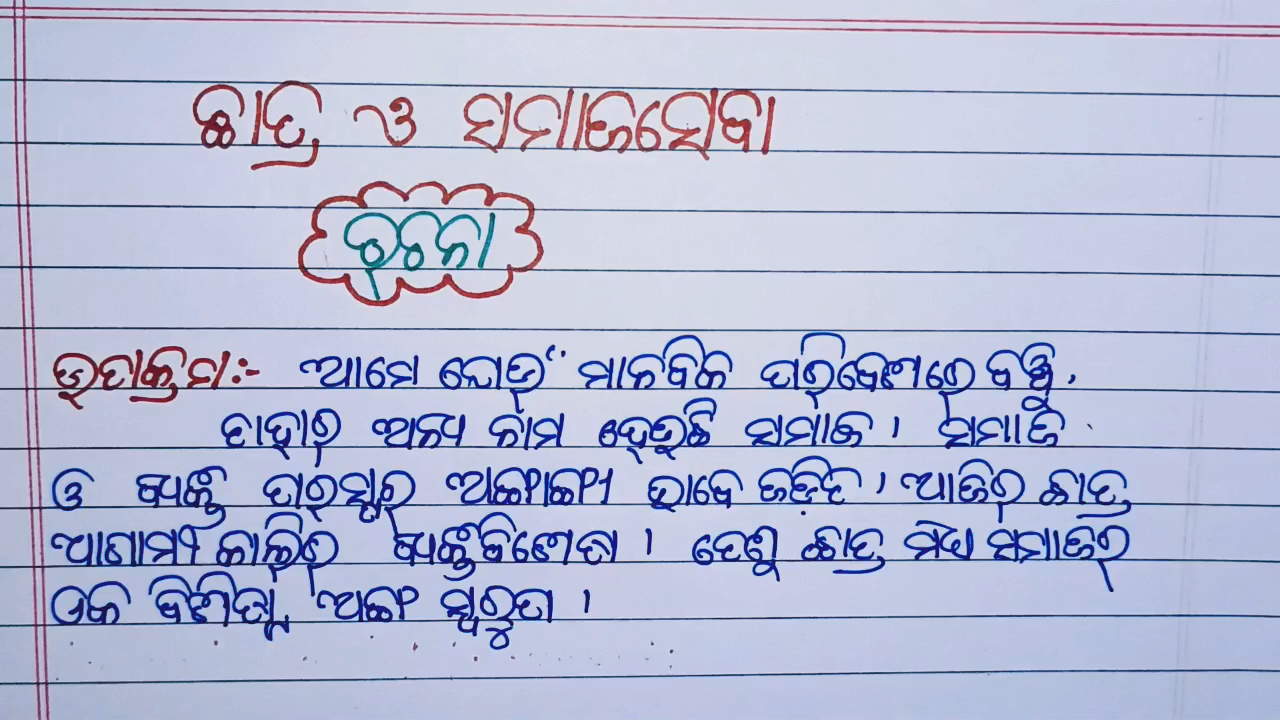 ଛାତ୍ର ଓ ସମାଜସେବା
ରଚନା
ଉପକ୍ରମ:- ଆମେ ଯେଉଁ ମାନବିକ ପରିବେଶରେ ବଞ୍ଚୁ,
ତାହାର ଅନ୍ୟ ନାମ ହେଉଛି ସମାଜ । ସମାଜ
ଓ ବ୍ୟକ୍ତି ପରସ୍ପର ଅଙ୍ଗାଙ୍ଗୀ ଭାବେ ଜଡ଼ିତ । ଆଜିର ଛାତ୍ର
ଆଗାମୀ କାଲିର ବ୍ୟକ୍ତିବିଶେଷ । ତେଣୁ ଛାତ୍ର ମଧ୍ୟ ସମାଜର
ଏକ ବିଶିଷ୍ଟ ଅଙ୍ଗ ସ୍ୱରୂପ ।